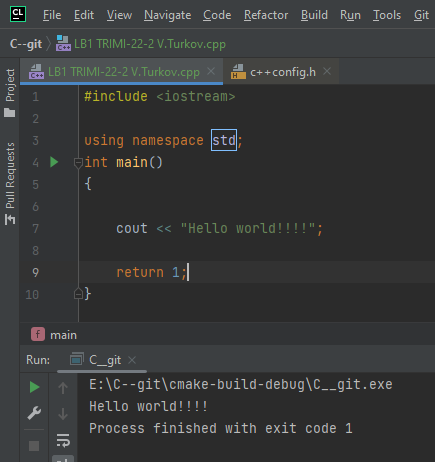 CL File Edit View Navigate Code Refactor Build Run Tools Git
C--git LB1 TRIMI-22-2 V.Turkov.cpp
LB1 TRIMI-22-2 V.Turkov.cpp c++config.h
Project
Pull Requests
1 #include <iostream>
2
3 using namespace std;
4 int main()
5 {
6
7 cout << "Hello world!!!!";
8
9 return 1;
10 }
f main
Run: C__git
E:\C--git\cmake-build-debug\C__git.exe
Hello world!!!!
Process finished with exit code 1